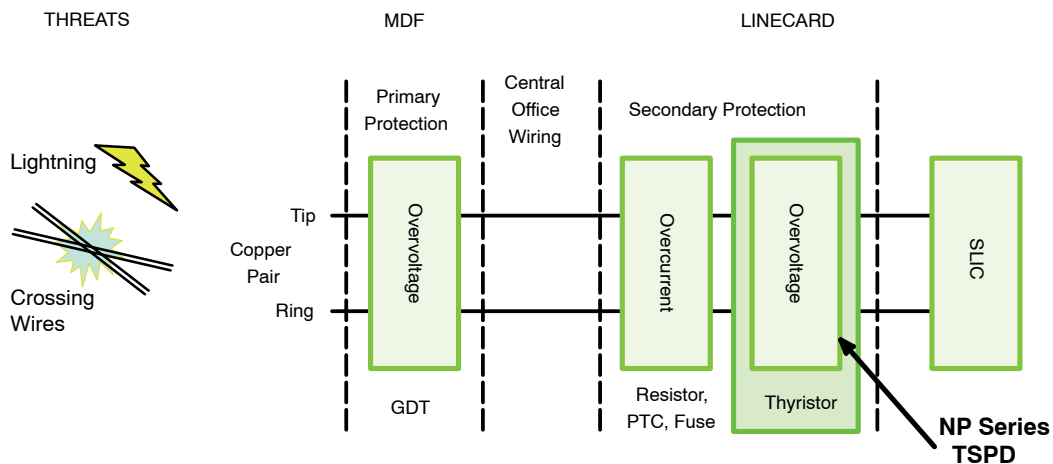 THREATS
MDF
LINECARD
Primary
Protection
Central
Office
Wiring
Secondary Protection
Lightning
Crossing
Wires
Tip
Copper
Pair
Ring
Overvoltage
GDT
Overcurrent
Resistor,
PTC, Fuse
Overvoltage
Thyristor
SLIC
NP Series
TSPD